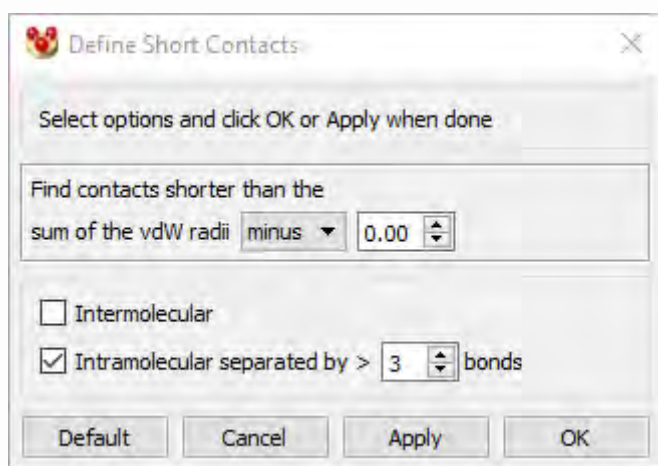 Define Short Contacts
Select options and click OK or Apply when done
Find contacts shorter than the
sum of the vdW radii minus 0.00
Intermolecular
Intramolecular separated by > 3 bonds
Default Cancel Apply OK